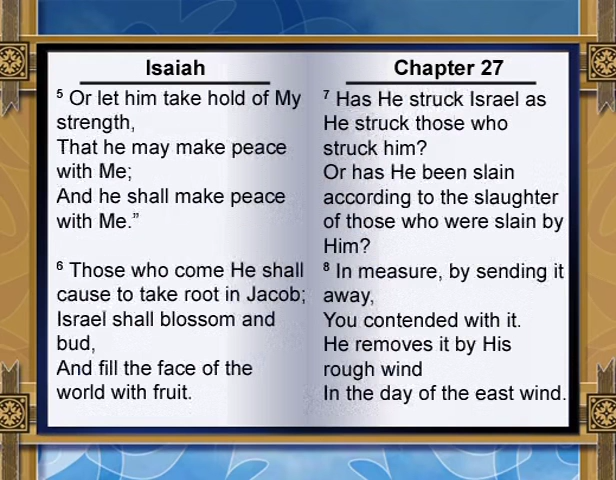 Isaiah
⁵ Or let him take hold of My
strength,
That he may make peace
with Me;
And he shall make peace
with Me.”
⁶ Those who come He shall
cause to take root in Jacob;
Israel shall blossom and
bud,
And fill the face of the
world with fruit.
Chapter 27
⁷ Has He struck Israel as
He struck those who
struck him?
Or has He been slain
according to the slaughter
of those who were slain by
Him?
⁸ In measure, by sending it
away,
You contended with it.
He removes it by His
rough wind
In the day of the east wind.